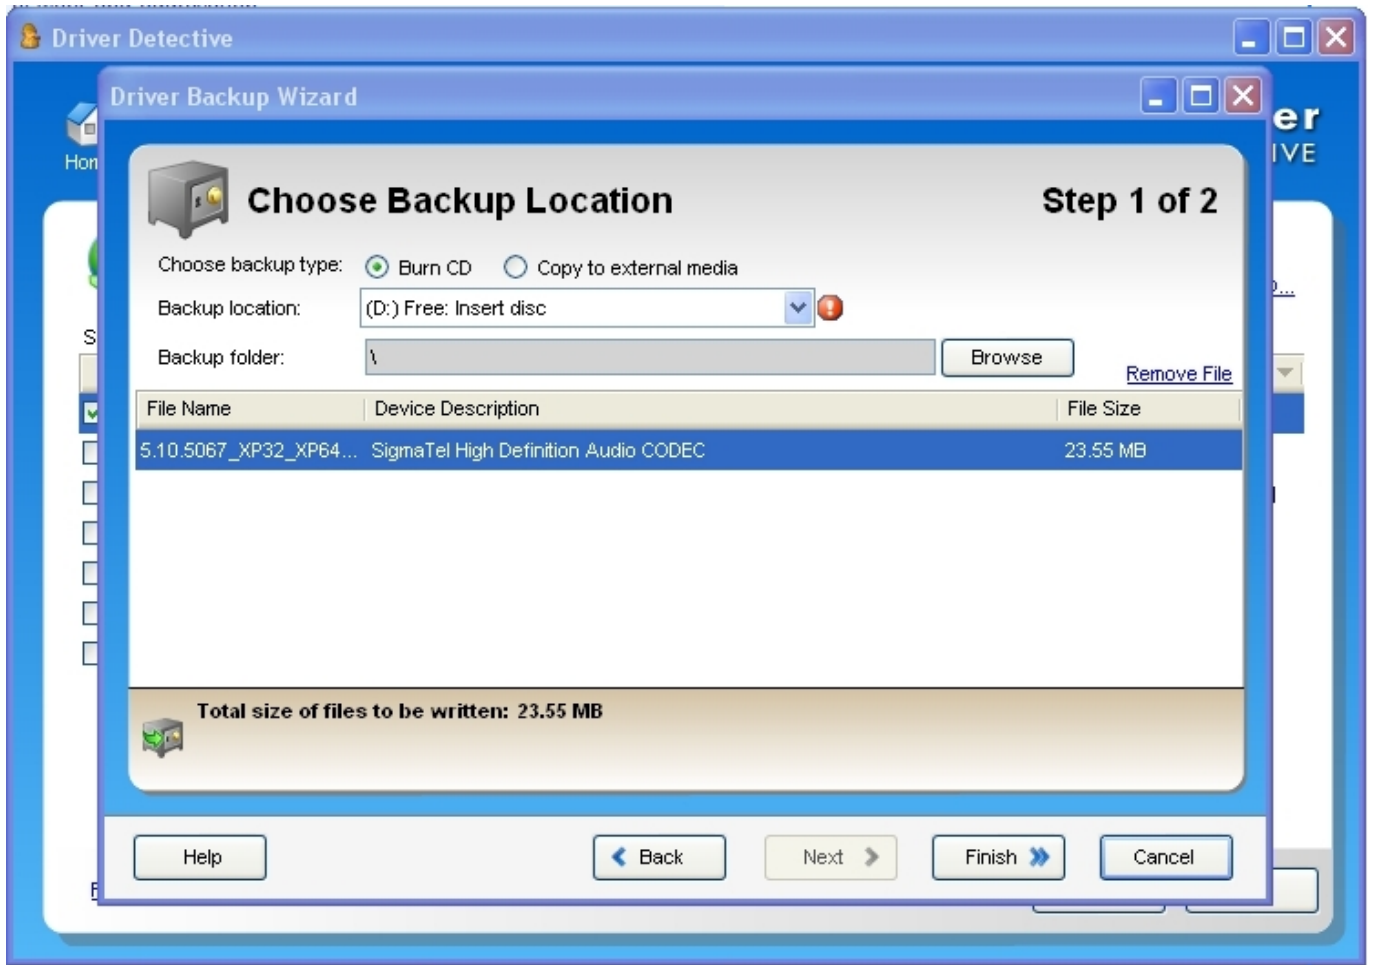 Driver Detective
Driver Backup Wizard
er
IVE
Hom
Choose Backup Location
Step 1 of 2
Choose backup type:
Burn CD
Copy to external media
Backup location:
(D:) Free: Insert disc
Backup folder:
\
Browse
Remove File
S
File Name
Device Description
File Size
5.10.5067_XP32_XP64...
SigmaTel High Definition Audio CODEC
23.55 MB
Total size of files to be written: 23.55 MB
Help
Back
Next
Finish
Cancel